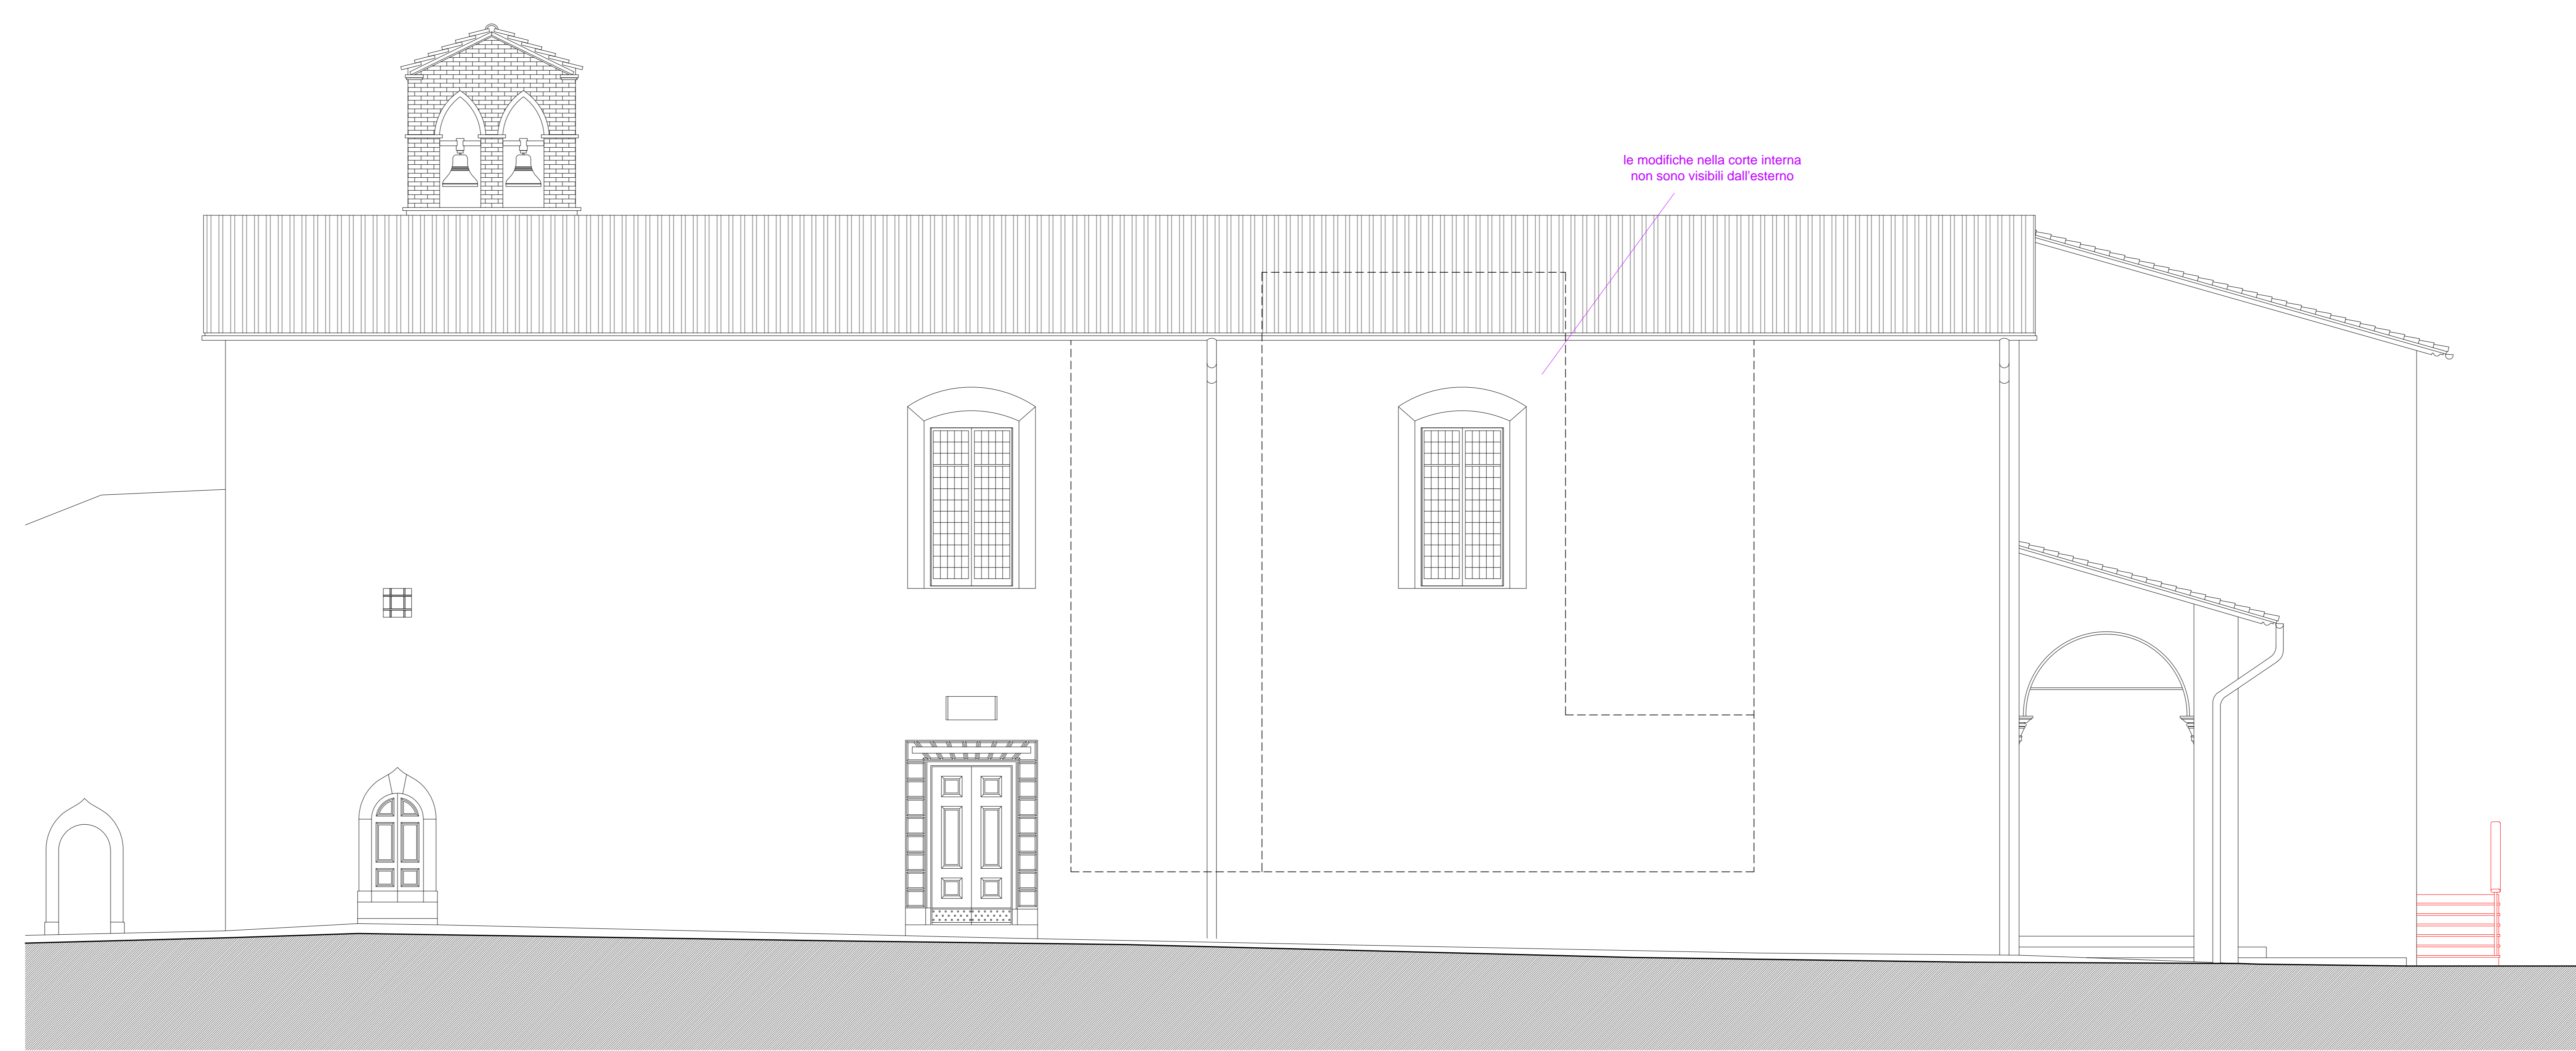 le modifiche nella corte interna
non sono visibili dall'esterno